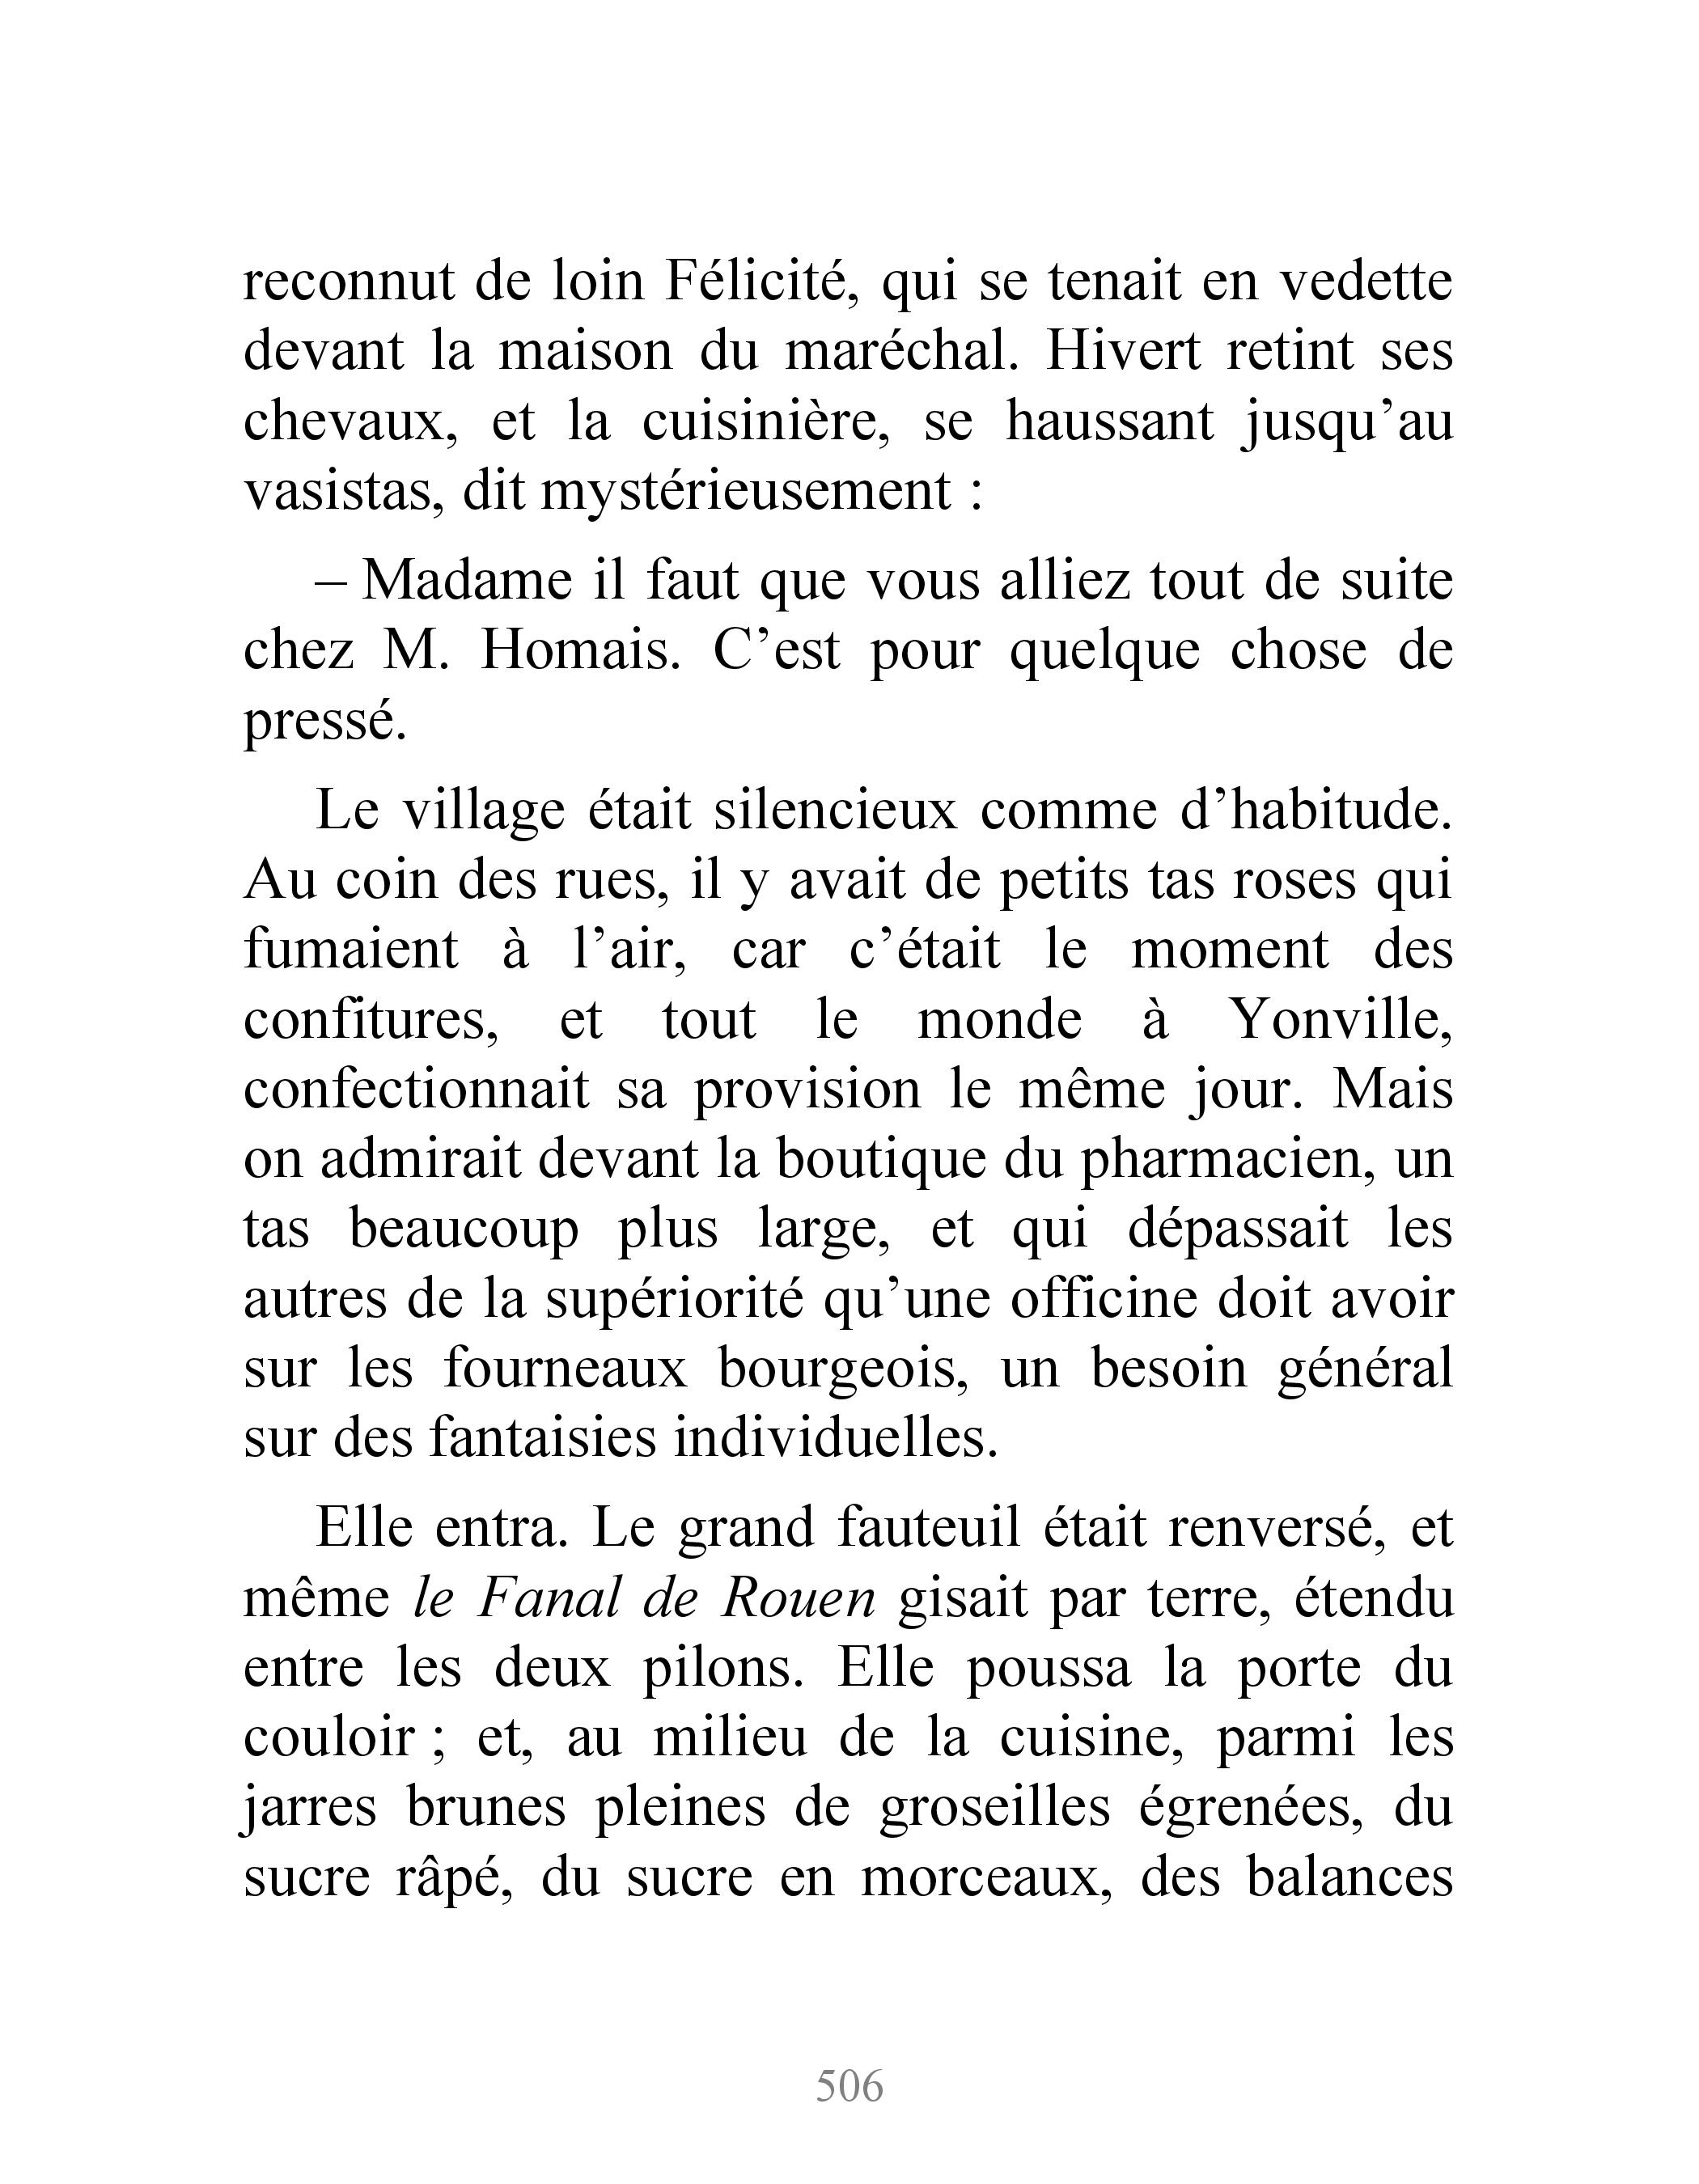 reconnut de loin Félicité, qui se tenait en vedette
devant la maison du maréchal. Hivert retint ses
chevaux, et la cuisinière, se haussant jusqu’au
vasistas, dit mystérieusement :
– Madame il faut que vous alliez tout de suite
chez M. Homais. C’est pour quelque chose de
pressé.
Le village était silencieux comme d’habitude.
Au coin des rues, il y avait de petits tas roses qui
fumaient à l’air, car c’était le moment des
confitures, et tout le monde à Yonville,
confectionnait sa provision le même jour. Mais
on admirait devant la boutique du pharmacien, un
tas beaucoup plus large, et qui dépassait les
autres de la supériorité qu’une officine doit avoir
sur les fourneaux bourgeois, un besoin général
sur des fantaisies individuelles.
Elle entra. Le grand fauteuil était renversé, et
même le Fanal de Rouen gisait par terre, étendu
entre les deux pilons. Elle poussa la porte du
couloir ; et, au milieu de la cuisine, parmi les
jarres brunes pleines de groseilles égrenées, du
sucre râpé, du sucre en morceaux, des balances
506